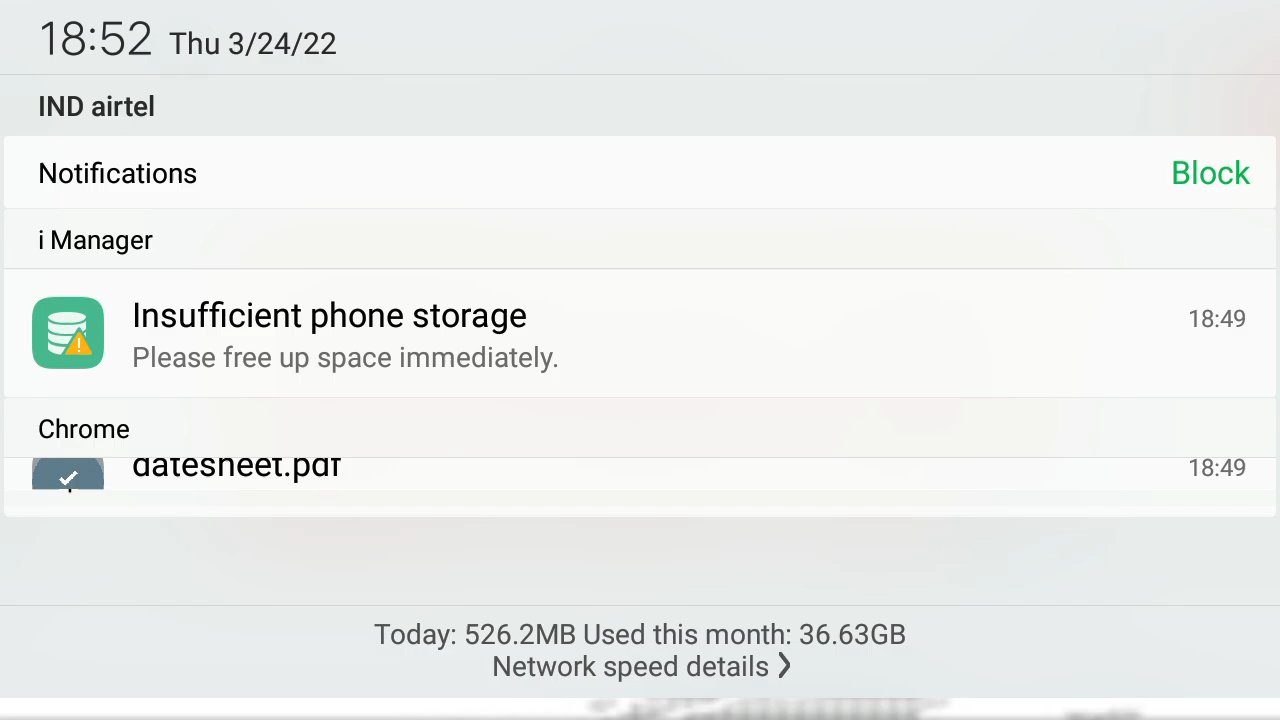 18:52 Thu 3/24/22
IND airtel
Notifications Block
i Manager
Insufficient phone storage 18:49
Please free up space immediately.
Chrome
datesheet.pdf 18:49
Today: 526.2MB Used this month: 36.63GB
Network speed details